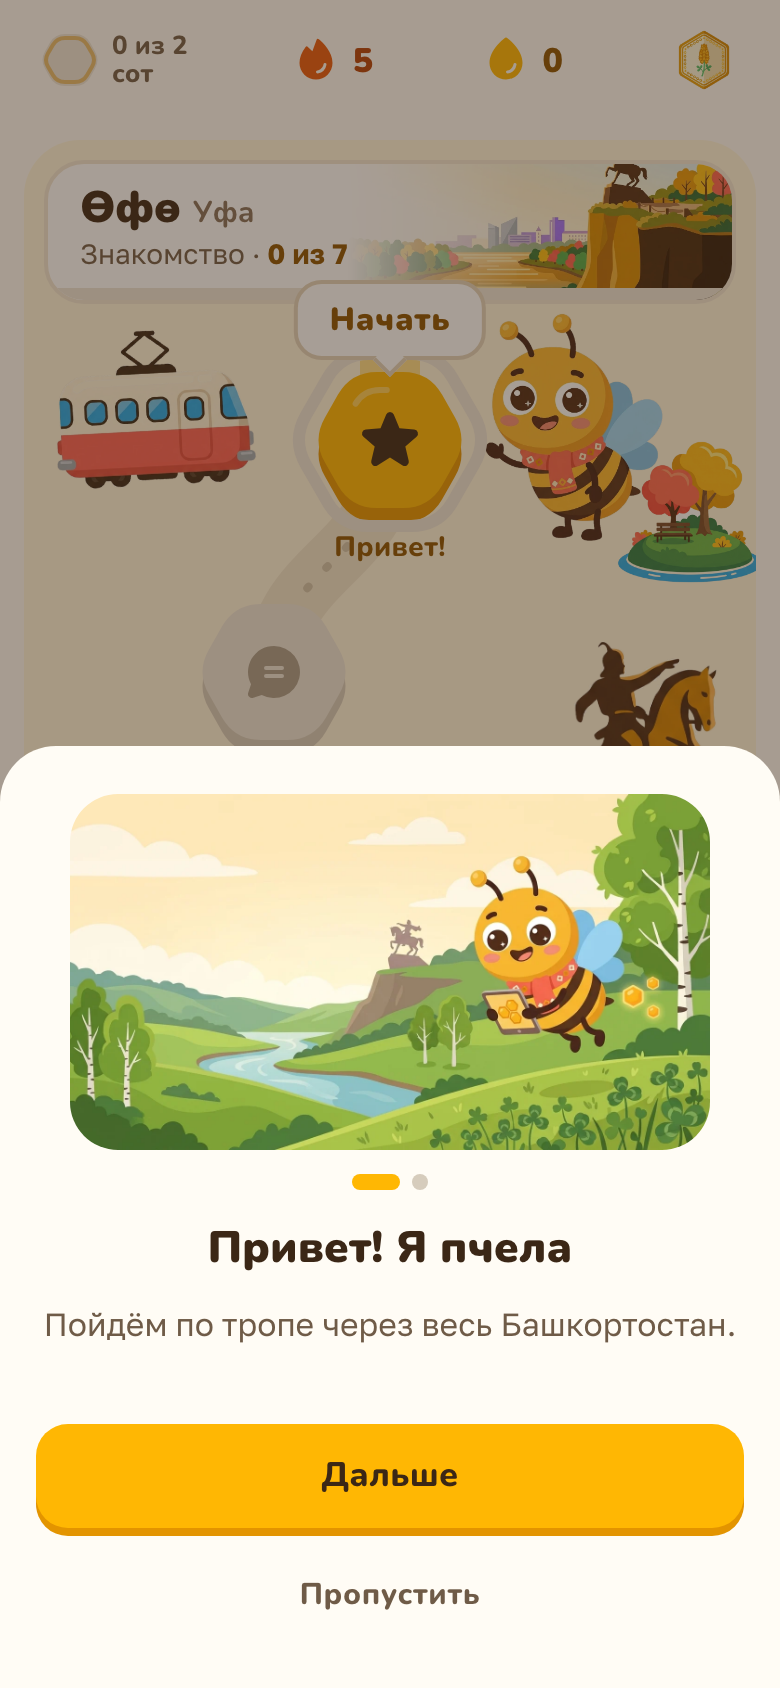 0 из 2
сот
5
0
Өфө Уфа
Знакомство · 0 из 7
Начать
Привет!
Привет! Я пчела
Пойдём по тропе через весь Башкортостан.
Дальше
Пропустить